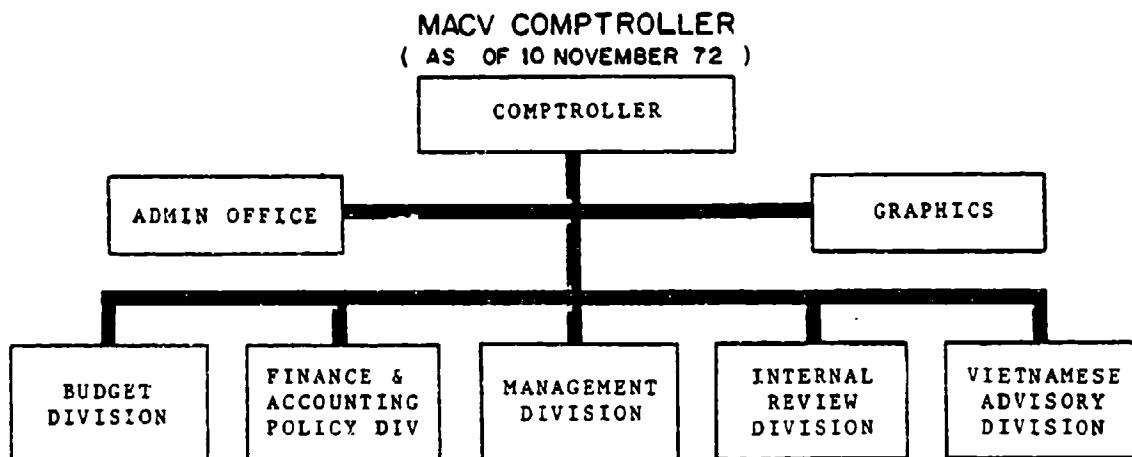 MACV COMPTROLLER
( AS OF 10 NOVEMBER 72 )
COMPTROLLER
ADMIN OFFICE
GRAPHICS
BUDGET
DIVISION
FINANCE &
ACCOUNTING
POLICY DIV
MANAGEMENT
DIVISION
INTERNAL
REVIEW
DIVISION
VIETNAMESE
ADVISORY
DIVISION